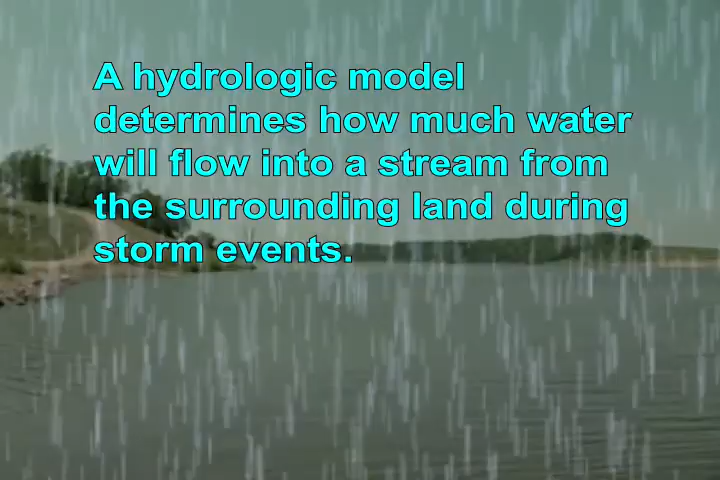 A hydrologic model
determines how much water
will flow into a stream from
the surrounding land during
storm events.